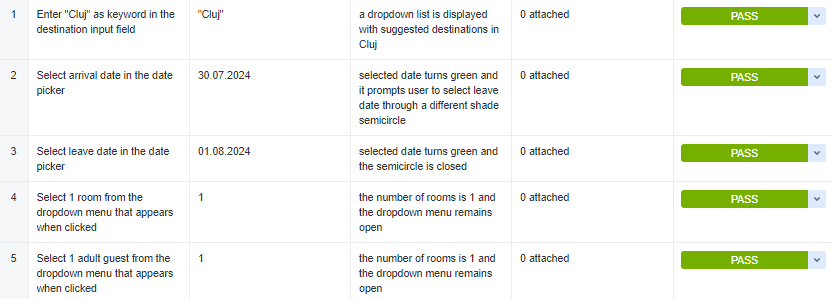 1 Enter "Cluj" as keyword in the "Cluj" a dropdown list is displayed 0 attached PASS
destination input field with suggested destinations in
Cluj
2 Select arrival date in the date 30.07.2024 selected date turns green and 0 attached PASS
picker it prompts user to select leave
date through a different shade
semicircle
3 Select leave date in the date 01.08.2024 selected date turns green and 0 attached PASS
picker the semicircle is closed
4 Select 1 room from the 1 the number of rooms is 1 and 0 attached PASS
dropdown menu that appears the dropdown menu remains
when clicked open
5 Select 1 adult guest from the 1 the number of rooms is 1 and 0 attached PASS
dropdown menu that appears the dropdown menu remains
when clicked open